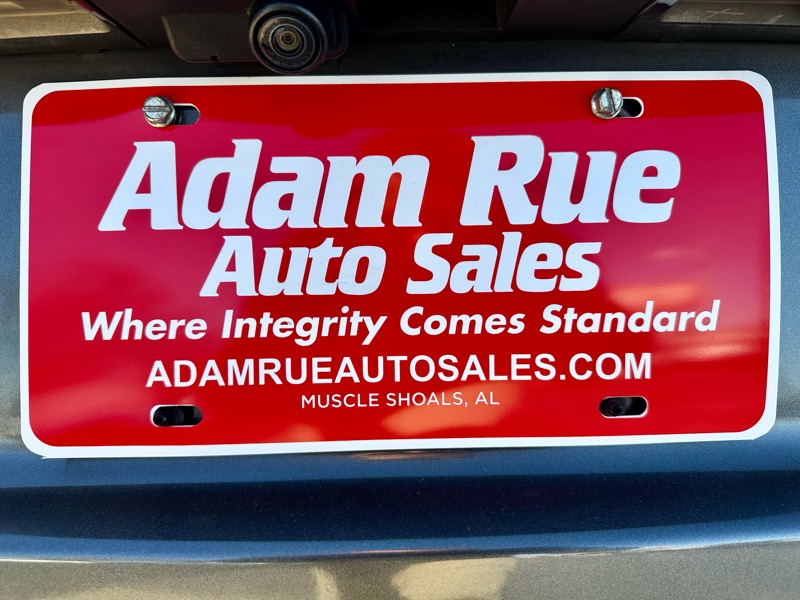 Adam Rue
Auto Sales
Where Integrity Comes Standard
ADAMRUEAUTOSALES.COM
MUSCLE SHOALS, AL